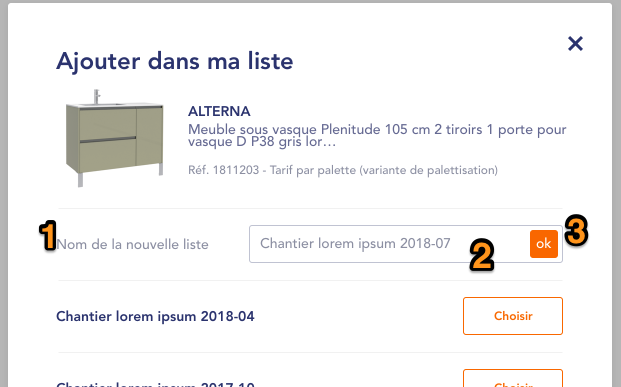 ×
Ajouter dans ma liste
ALTERNA
Meuble sous vasque Plenitude 105 cm 2 tiroirs 1 porte pour
vasque D P38 gris lor…
Réf. 1811203 - Tarif par palette (variante de palettisation)
1
Nom de la nouvelle liste
Chantier lorem ipsum 2018-07
2
ok
3
Chantier lorem ipsum 2018-04
Choisir
Chantier lorem ipsum 2017-10
Choisir